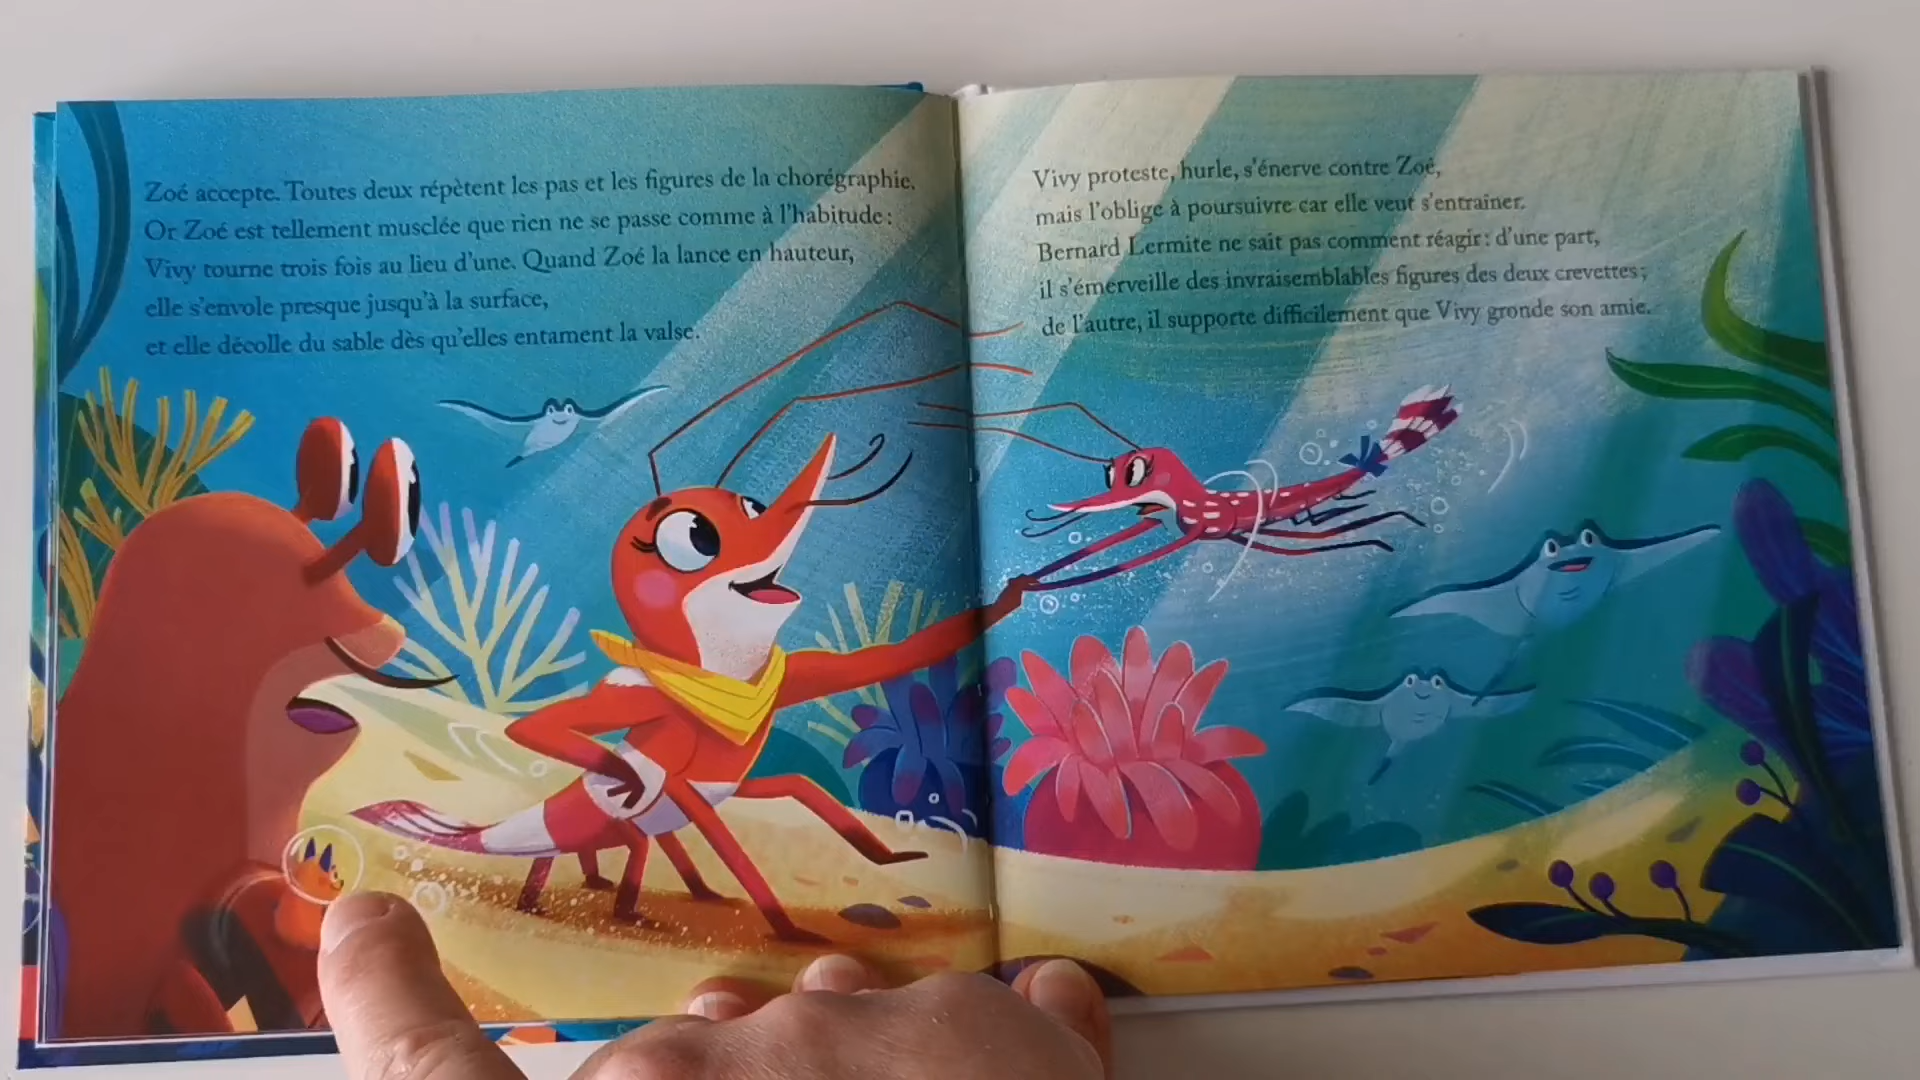 Zoé accepte. Toutes deux répètent les pas et les figures de la chorégraphie.
Or Zoé est tellement musclée que rien ne se passe comme à l'habitude :
Vivy tourne trois fois au lieu d'une. Quand Zoé la lance en hauteur,
elle s'envole presque jusqu'à la surface,
et elle décolle du sable dès qu'elles entament la valse.
Vivy proteste, hurle, s'énerve contre Zoé,
mais l'oblige à poursuivre car elle veut s'entraîner.
Bernard Lermite ne sait pas comment réagir : d'une part,
il s'émerveille des invraisemblables figures des deux crevettes ;
de l'autre, il supporte difficilement que Vivy gronde son amie.